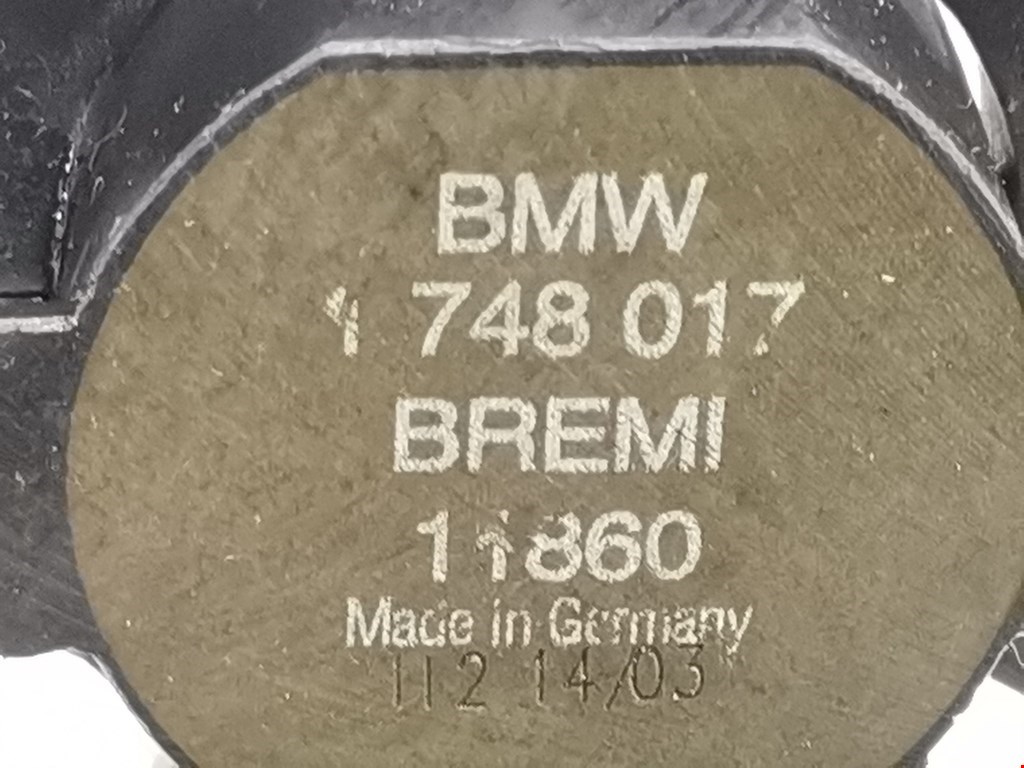 BMW
1 748 017
BREMI
11860
Made in Germany
112 14/03